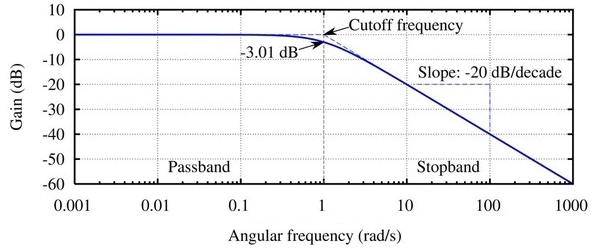 10
0
-10
-20
-30
-40
-50
-60
Gain (dB)
Cutoff frequency
-3.01 dB
Slope: -20 dB/decade
Passband
Stopband
0.001 0.01 0.1 1 10 100 1000
Angular frequency (rad/s)